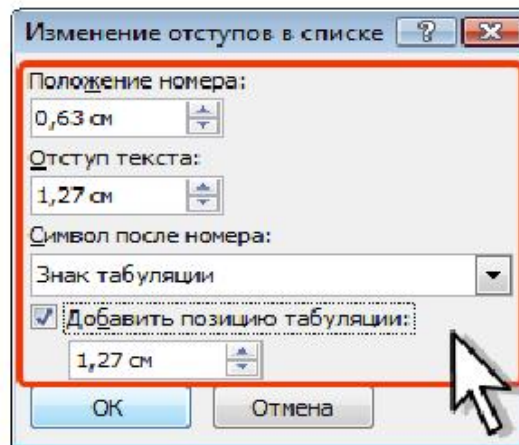 Изменение отступов в списке
Положение номера:
0,63 см
Отступ текста:
1,27 см
Символ после номера:
Знак табуляции
Добавить позицию табуляции:
1,27 см
ОК Отмена